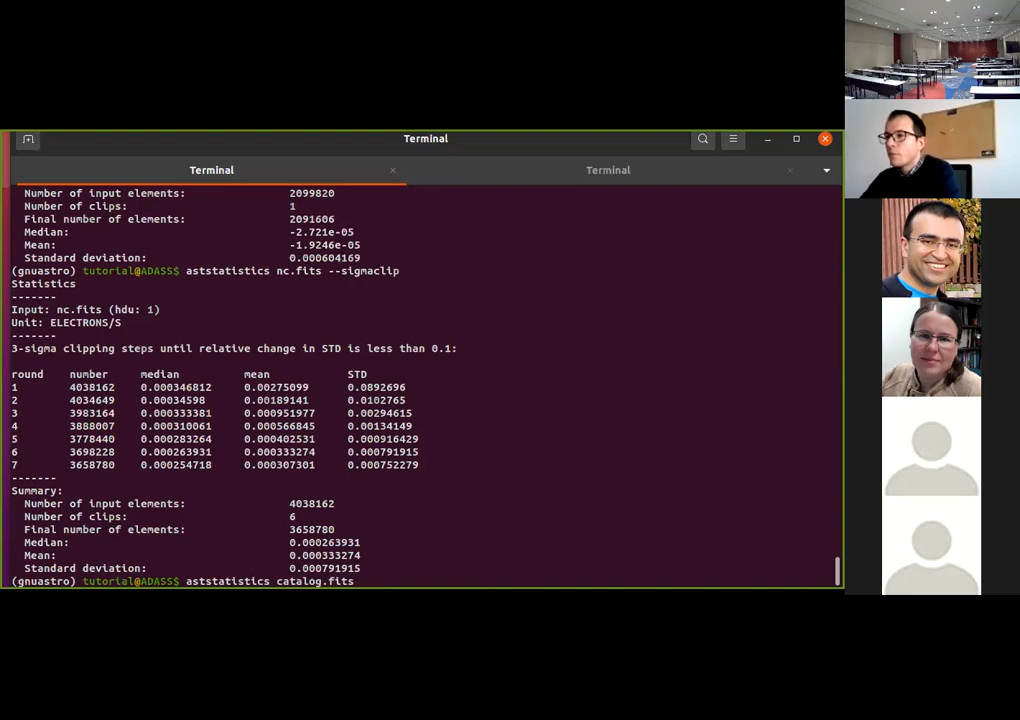 Terminal
Terminal
Terminal
Number of input elements: 2099820
Number of clips: 1
Final number of elements: 2091606
Median: -2.721e-05
Mean: -1.9246e-05
Standard deviation: 0.000604169
(gnuastro) tutorial@ADASS$ aststatistics nc.fits --sigmaclip
Statistics
-------
Input: nc.fits (hdu: 1)
Unit: ELECTRONS/S
-------
3-sigma clipping steps until relative change in STD is less than 0.1:
round number median mean STD
1 4038162 0.000346812 0.00275099 0.0892696
2 4034649 0.00034598 0.00189141 0.0102765
3 3983164 0.000333381 0.000951977 0.00294615
4 3888007 0.000310061 0.000566845 0.00134149
5 3778440 0.000283264 0.000402531 0.000916429
6 3698228 0.000263931 0.000333274 0.000791915
7 3658780 0.000254718 0.000307301 0.000752279
-------
Summary:
Number of input elements: 4038162
Number of clips: 6
Final number of elements: 3658780
Median: 0.000263931
Mean: 0.000333274
Standard deviation: 0.000791915
(gnuastro) tutorial@ADASS$ aststatistics catalog.fits